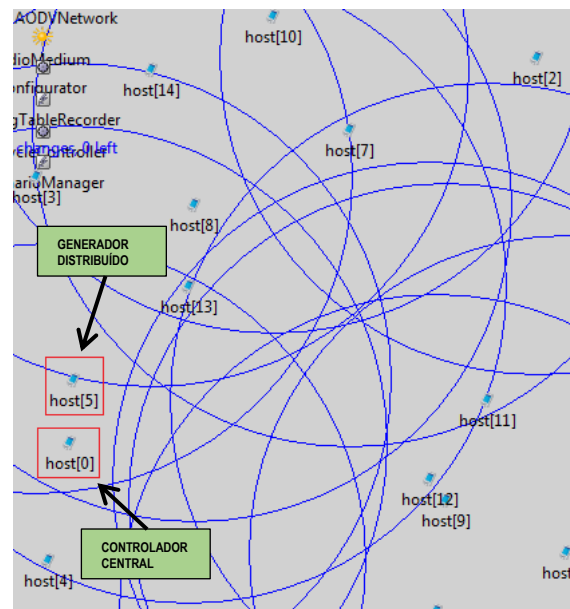 AODVNetwork
host[10]
dioMedium
host[2]
host[14]
onfigurator
gTableRecorder
changes, 0 left
host[7]
cleController
arioManager
host[3]
host[8]
GENERADOR
DISTRIBUÍDO
host[13]
host[5]
host[11]
host[0]
host[12]
host[9]
CONTROLADOR
CENTRAL
host[4]
host